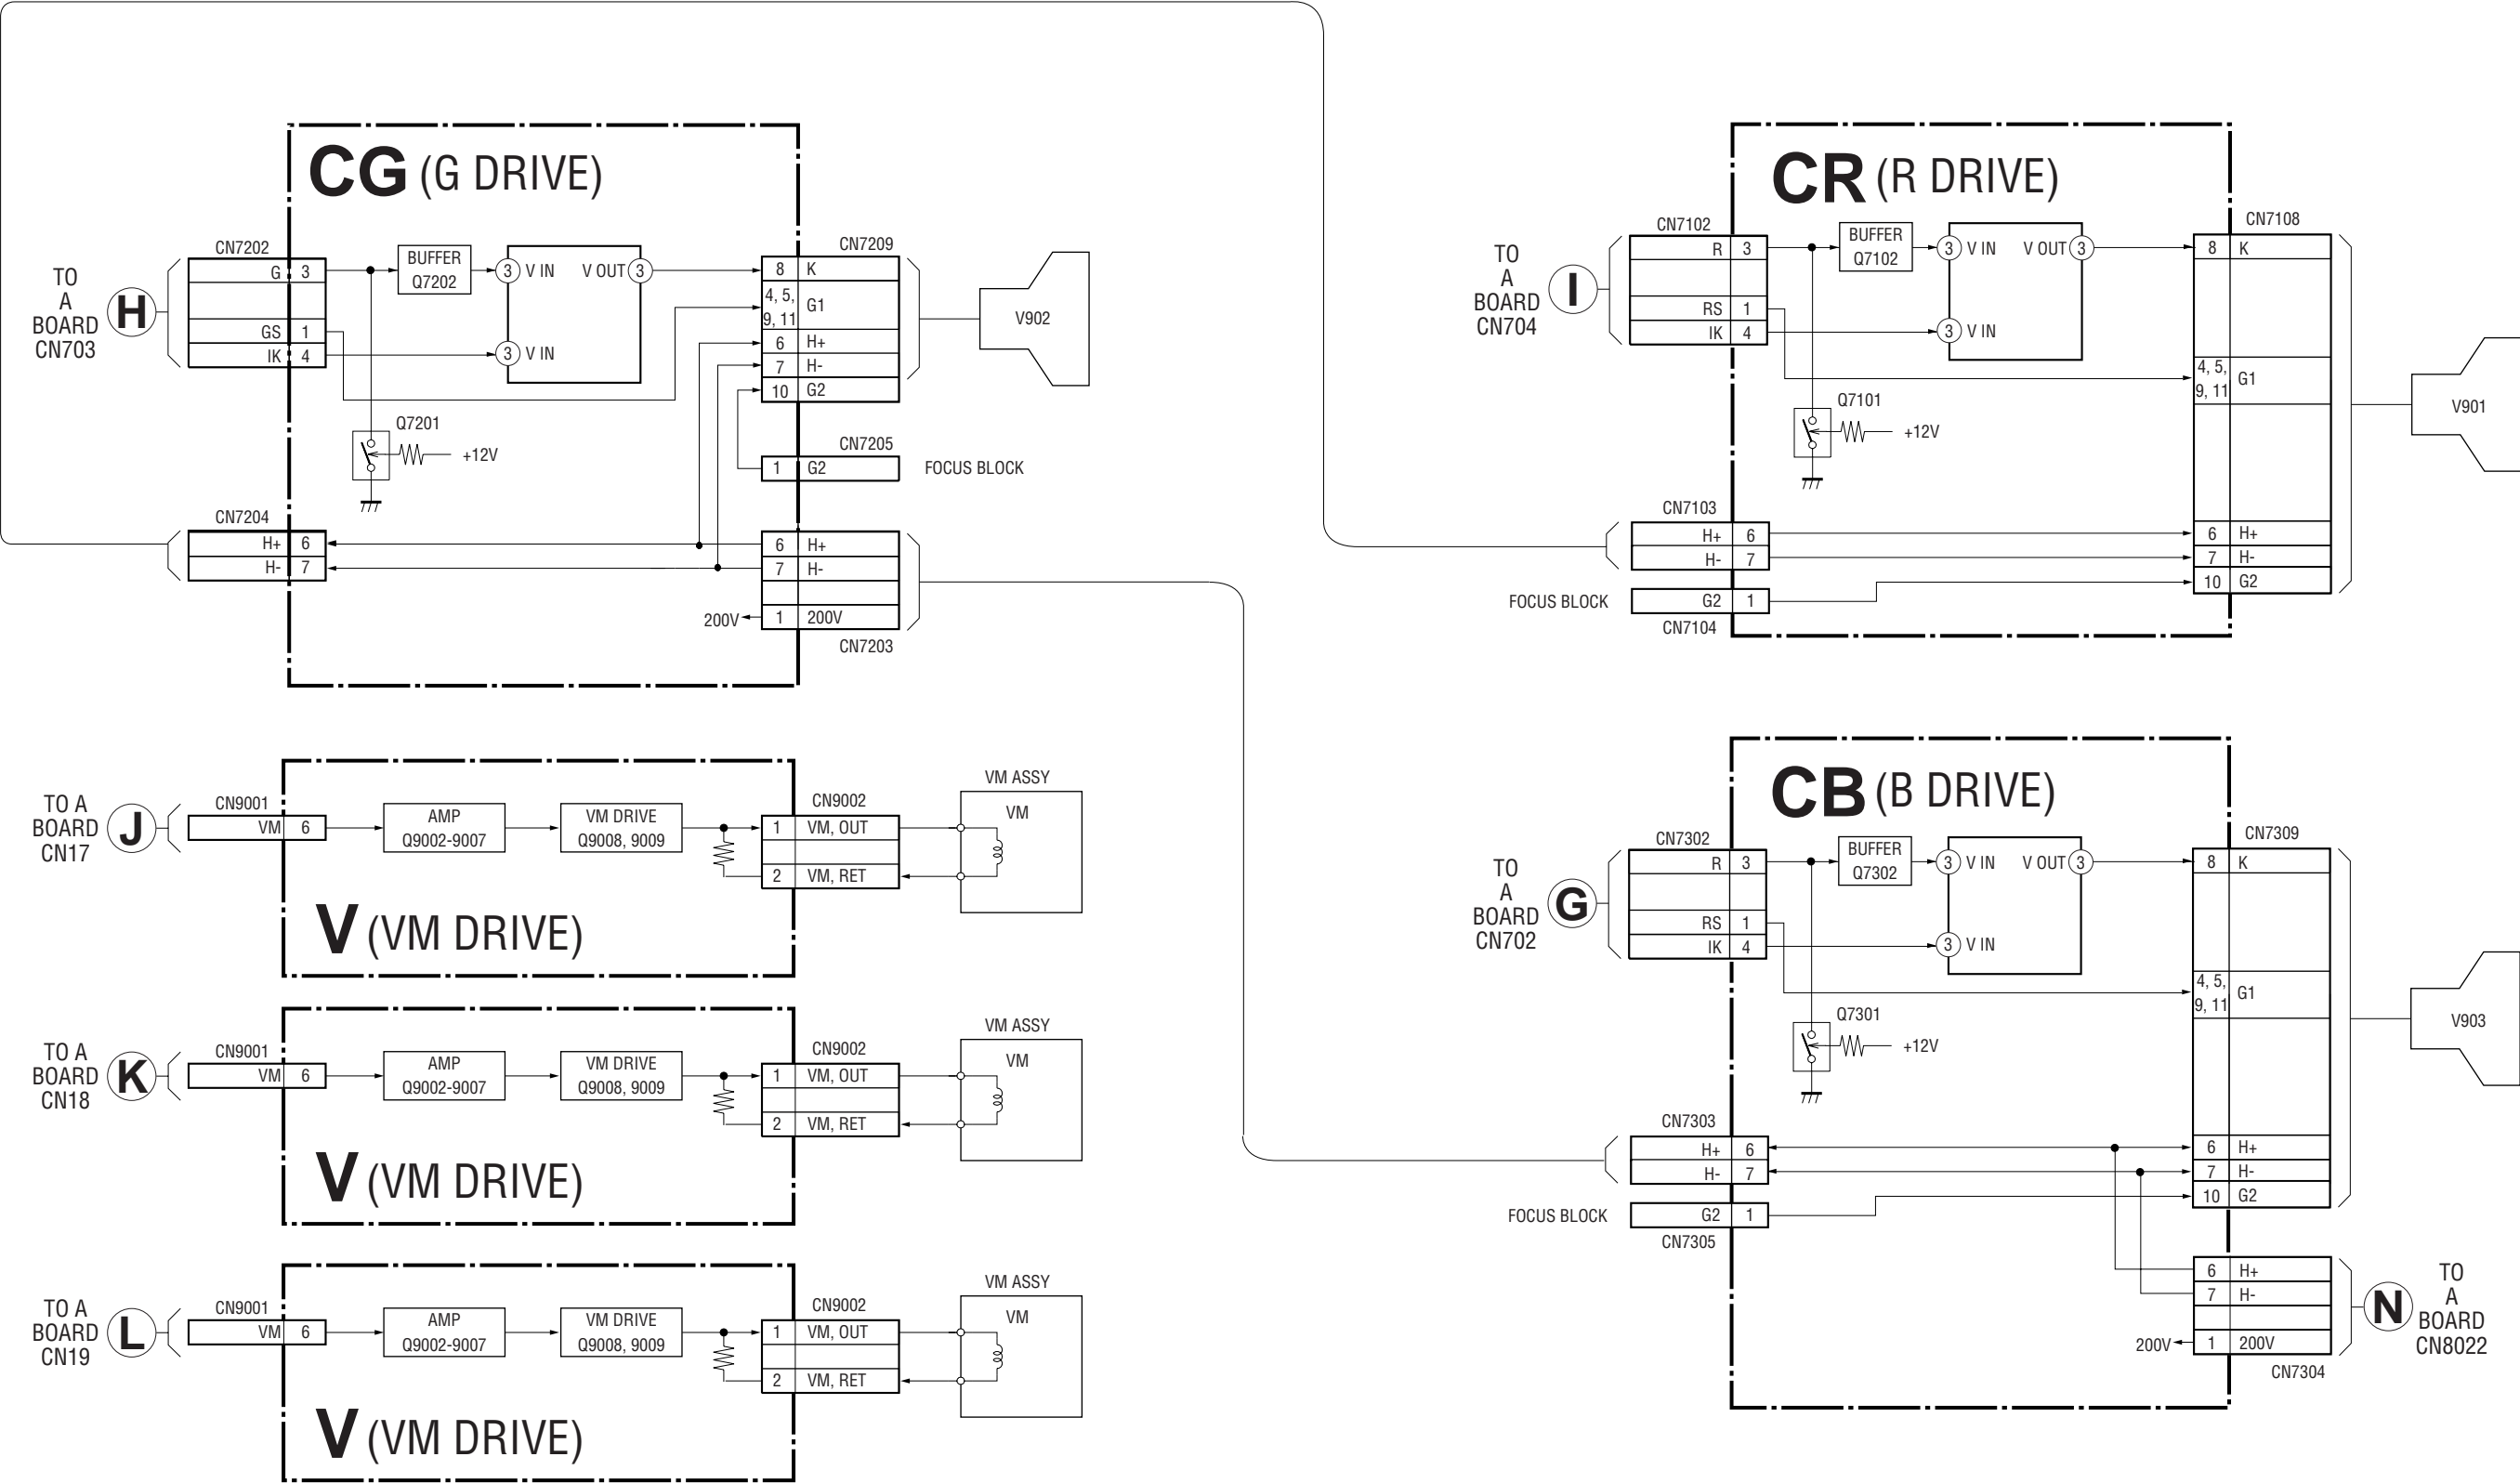 CG (G DRIVE)
TO
A
BOARD
CN703
H
CN7202
G 3
GS 1
IK 4
BUFFER
Q7202
3 V IN
V OUT 3
3 V IN
Q7201
+12V
CN7209
8 K
4, 5,
9, 11
G1
6 H+
7 H-
10 G2
V902
CN7205
1 G2
FOCUS BLOCK
CN7204
H+ 6
H- 7
6 H+
7 H-
200V
1 200V
CN7203
CR (R DRIVE)
TO
A
BOARD
CN704
I
CN7102
R 3
RS 1
IK 4
BUFFER
Q7102
3 V IN
V OUT 3
3 V IN
Q7101
+12V
CN7108
8 K
4, 5,
9, 11
G1
6 H+
7 H-
10 G2
V901
CN7103
H+ 6
H- 7
FOCUS BLOCK
G2 1
CN7104
TO A
BOARD
CN17
J
CN9001
VM 6
AMP
Q9002-9007
VM DRIVE
Q9008, 9009
CN9002
1 VM, OUT
2 VM, RET
VM ASSY
VM
V (VM DRIVE)
TO A
BOARD
CN18
K
CN9001
VM 6
AMP
Q9002-9007
VM DRIVE
Q9008, 9009
CN9002
1 VM, OUT
2 VM, RET
VM ASSY
VM
V (VM DRIVE)
TO A
BOARD
CN19
L
CN9001
VM 6
AMP
Q9002-9007
VM DRIVE
Q9008, 9009
CN9002
1 VM, OUT
2 VM, RET
VM ASSY
VM
V (VM DRIVE)
CB (B DRIVE)
TO
A
BOARD
CN702
G
CN7302
R 3
RS 1
IK 4
BUFFER
Q7302
3 V IN
V OUT 3
3 V IN
Q7301
+12V
CN7309
8 K
4, 5,
9, 11
G1
6 H+
7 H-
10 G2
V903
CN7303
H+ 6
H- 7
FOCUS BLOCK
G2 1
CN7305
6 H+
7 H-
200V
1 200V
CN7304
N
TO
A
BOARD
CN8022